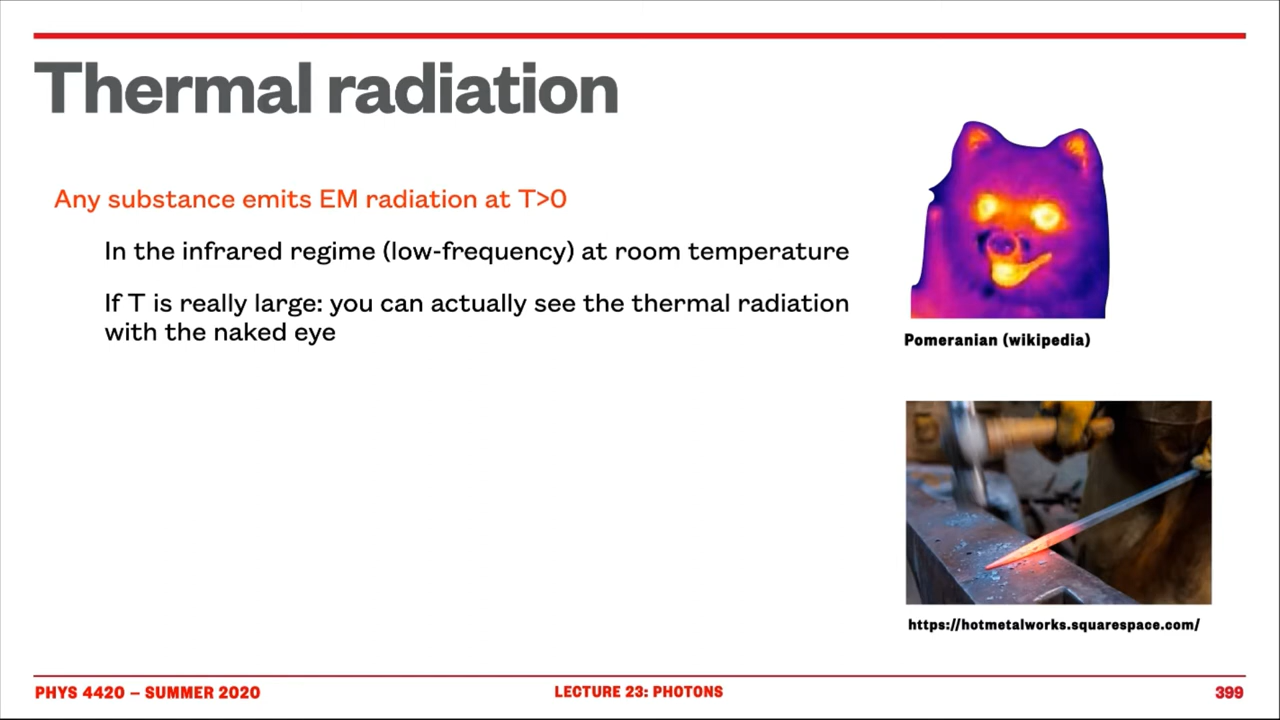 Thermal radiation
Any substance emits EM radiation at T>0
In the infrared regime (low-frequency) at room temperature
If T is really large: you can actually see the thermal radiation
with the naked eye
Pomeranian (wikipedia)
https://hotmetalworks.squarespace.com/
PHYS 4420 – SUMMER 2020
LECTURE 23: PHOTONS
399